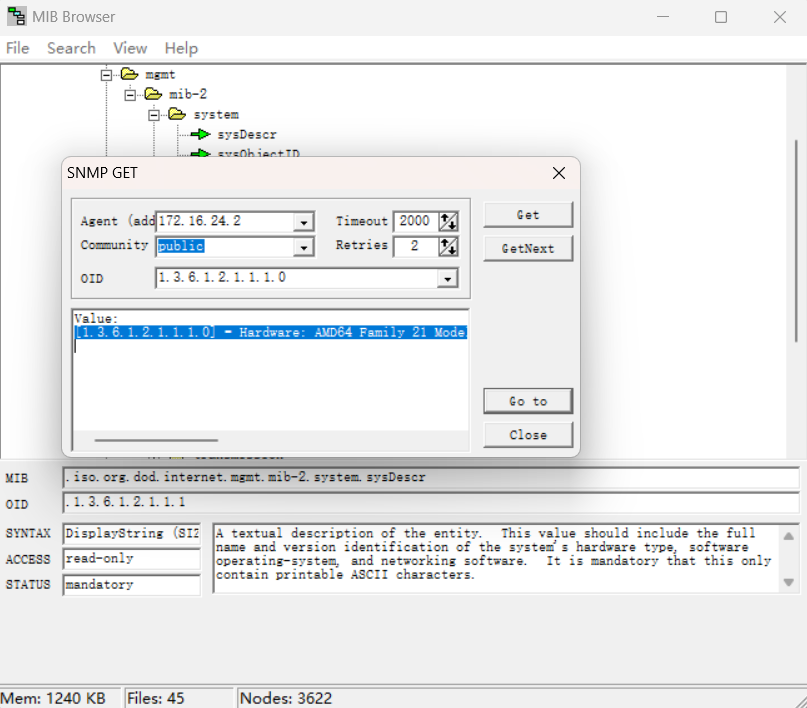 MIB Browser
File Search View Help
mgmt
mib-2
system
sysDescr
sysObjectID
SNMP GET
Agent (add 172.16.24.2 Timeout 2000 Get
Community public Retries 2 GetNext
OID 1.3.6.1.2.1.1.1.0
Value:
[1.3.6.1.2.1.1.1.0] - Hardware: AMD64 Family 21 Mode
Go to
Close
transmission
MIB .iso.org.dod.internet.mgmt.mib-2.system.sysDescr
OID .1.3.6.1.2.1.1.1
SYNTAX DisplayString (SIZ
ACCESS read-only
STATUS mandatory
A textual description of the entity. This value should include the full
name and version identification of the system's hardware type, software
operating-system, and networking software. It is mandatory that this only
contain printable ASCII characters.
Mem: 1240 KB Files: 45 Nodes: 3622